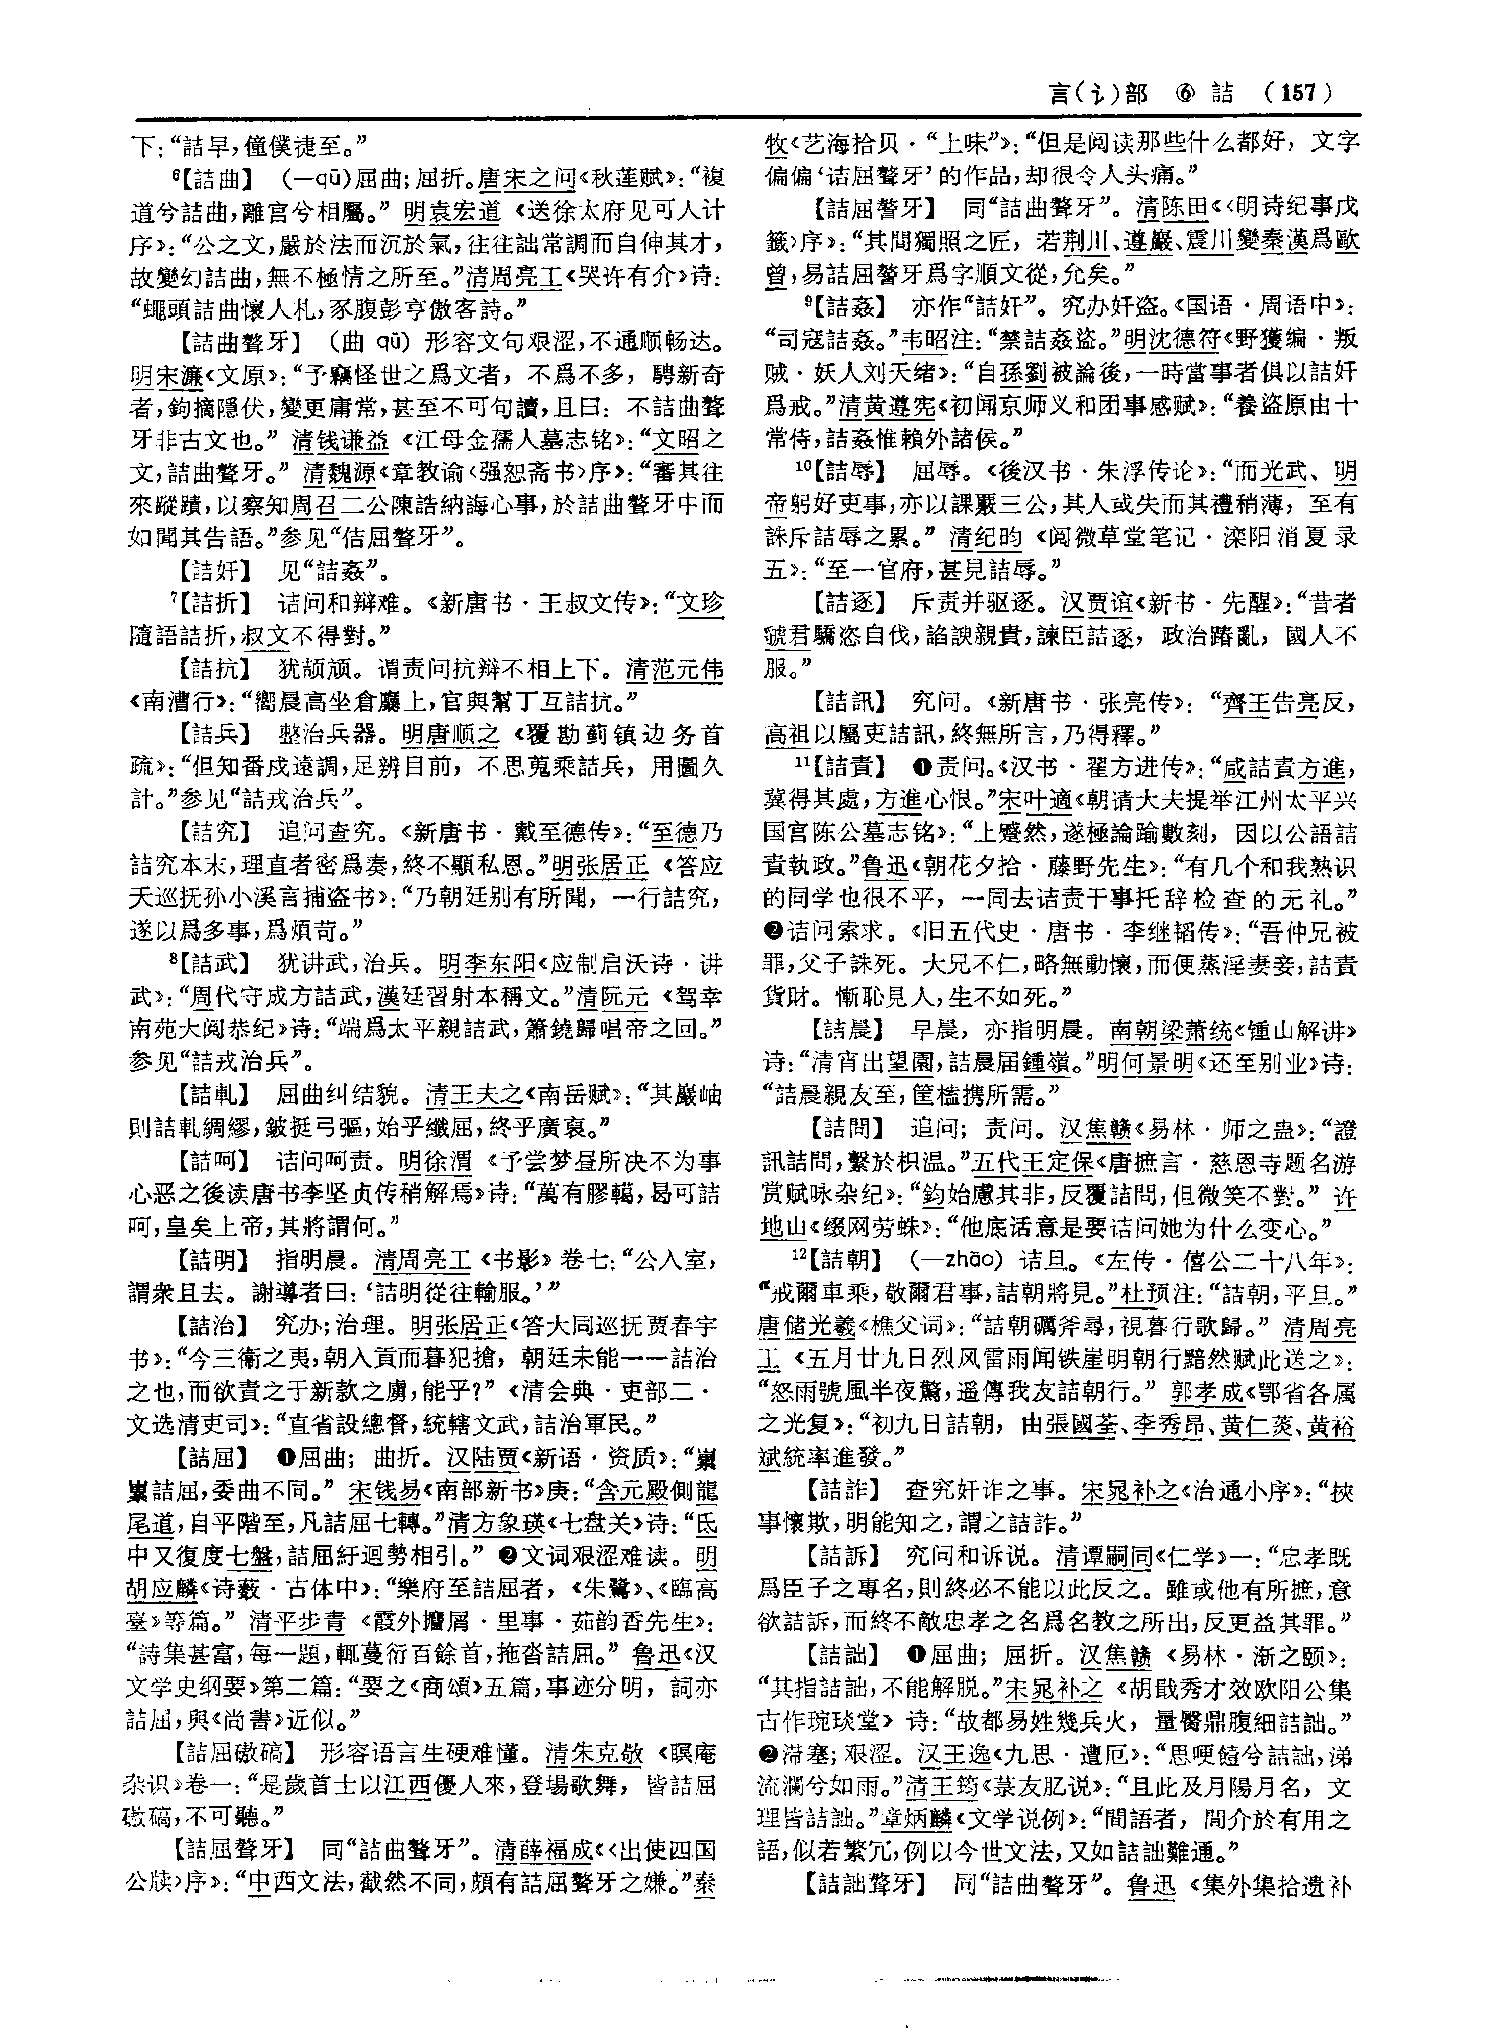 言(讠)部 ⑥ 詰 (157)
下：“詰早，僮僕徒至。”
⁶【詰曲】 (—qū)屈曲；屈折。唐宋之问《秋莲赋》：“複
道兮詰曲，離宫兮相屬。” 明袁宏道《送徐太府见可人计
序》：“公之文，嚴於法而沉於氣，往往詘常調而自伸其才，
故變幻詰曲，無不極情之所至。”清周亮工《哭许有介》诗：
“蠅頭詰曲懷人札，豕腹彭亨傲客詩。”
【詰曲聱牙】 (曲 qū) 形容文句艰涩，不通顺畅达。
明宋濂《文原》：“予竊怪世之爲文者，不爲不多，騁新奇
者，鈎摘隱伏，變更庸常，甚至不可句讀，且曰：不詰曲聱
牙非古文也。” 清钱谦益《江母金孺人墓志铭》：“文昭之
文，詰曲聱牙。” 清魏源《章教谕〈强恕斋书〉序》：“審其往
來蹤蹟，以察知周召二公陳誥納誨心事，於詰曲聱牙中而
如聞其告語。”参见“佶屈聱牙”。
【詰奸】 见“詰姦”。
⁷【詰折】 诘问和辩难。《新唐书·王叔文传》：“文珍
隨語詰折，叔文不得對。”
【詰抗】 犹颉颃。谓责问抗辩不相上下。清范元伟
《南漕行》：“嚮晨高坐倉廳上，官與幫丁互詰抗。”
【詰兵】 整治兵器。明唐顺之《覆勘蓟镇边务首
疏》：“但知番戍遠調，足辨目前，不思蒐乘詰兵，用圖久
計。”参见“詰戎治兵”。
【詰究】 追问查究。《新唐书·戴至德传》：“至德乃
詰究本末，理直者密爲奏，終不顯私恩。”明张居正《答应
天巡抚孙小溪言捕盗书》：“乃朝廷别有所聞，一行詰究，
遂以爲多事，爲煩苛。”
⁸【詰武】 犹讲武，治兵。明李东阳《应制启沃诗·讲
武》：“周代守成方詰武，漢廷習射本稱文。”清阮元《驾幸
南苑大阅恭纪》诗：“端爲太平親詰武，簫鐃歸唱帝之回。”
参见“詰戎治兵”。
【詰軋】 屈曲纠结貌。清王夫之《南岳赋》：“其巖岫
則詰軋綢繆，鈹挺弓彄，始乎纖屈，終乎廣袤。”
【詰呵】 诘问呵责。明徐渭《予尝梦昼所决不为事
心恶之後读唐书李坚贞传稍解焉》诗：“萬有膠轕，曷可詰
呵，皇矣上帝，其將謂何。”
【詰明】 指明晨。清周亮工《书影》卷七：“公入室，
謂衆且去。謝導者曰：‘詰明從往輸服。’”
【詰治】 究办；治理。明张居正《答大同巡抚贾春宇
书》：“今三衛之夷，朝入貢而暮犯搶，朝廷未能一一詰治
之也，而欲責之于新款之虜，能乎？”《清会典·吏部二·
文选清吏司》：“直省設總督，統轄文武，詰治軍民。”
【詰屈】 ❶屈曲；曲折。汉陆贾《新语·资质》：“纍
纍詰屈，委曲不同。” 宋钱易《南部新书》庚：“含元殿側龍
尾道，自平階至，凡詰屈七轉。”清方象瑛《七盘关》诗：“氐
中又復度七盤，詰屈紆迴勢相引。” ❷文词艰涩难读。明
胡应麟《诗薮·古体中》：“樂府至詰屈者，《朱鷺》、《臨高
臺》等篇。” 清平步青《霞外攟屑·里事·茹韵香先生》：
“詩集甚富，每一題，輒蔓衍百餘首，拖沓詰屈。” 鲁迅《汉
文学史纲要》第二篇：“要之《商頌》五篇，事迹分明，詞亦
詰屈，與《尚書》近似。”
【詰屈磝碻】 形容语言生硬难懂。清朱克敬《暝庵
杂识》卷一：“是歲首士以江西優人來，登場歌舞，皆詰屈
磝碻，不可聽。”
【詰屈聱牙】 同“詰曲聱牙”。清薛福成《〈出使四国
公牍〉序》：“中西文法，截然不同，頗有詰屈聱牙之嫌。”秦
牧《艺海拾贝·“上味”》：“但是阅读那些什么都好，文字
偏偏‘诘屈聱牙’的作品，却很令人头痛。”
【詰屈謷牙】 同“詰曲聱牙”。清陈田《〈明诗纪事戊
籤〉序》：“其間獨照之匠，若荆川、遵巖、震川變秦漢爲歐
曾，易詰屈謷牙爲字順文從，允矣。”
⁹【詰姦】 亦作“詰奸”。究办奸盗。《国语·周语中》：
“司寇詰姦。”韦昭注：“禁詰姦盜。”明沈德符《野獲编·叛
贼·妖人刘天绪》：“自孫劉被論後，一時當事者俱以詰奸
爲戒。”清黄遵宪《初闻京师义和团事感赋》：“養盜原由十
常侍，詰姦惟賴外諸侯。”
¹⁰【詰辱】 屈辱。《後汉书·朱浮传论》：“而光武、明
帝躬好吏事，亦以課覈三公，其人或失而其禮稍薄，至有
誅斥詰辱之累。” 清纪昀《阅微草堂笔记·滦阳消夏录
五》：“至一官府，甚見詰辱。”
【詰逐】 斥责并驱逐。汉贾谊《新书·先醒》：“昔者
虢君驕恣自伐，諂諛親貴，諫臣詰逐，政治踳亂，國人不
服。”
【詰訊】 究问。《新唐书·张亮传》：“齊王告亮反，
高祖以屬吏詰訊，終無所言，乃得釋。”
¹¹【詰責】 ❶责问。《汉书·翟方进传》：“咸詰責方進，
冀得其處，方進心恨。”宋叶適《朝请大夫提举江州太平兴
国宫陈公墓志铭》：“上蹙然，遂極論踰數刻，因以公語詰
責執政。”鲁迅《朝花夕拾·藤野先生》：“有几个和我熟识
的同学也很不平，一同去诘责干事托辞检查的无礼。”
❷诘问索求。《旧五代史·唐书·李继韬传》：“吾仲兄被
罪，父子誅死。大兄不仁，略無動懷，而便蒸淫妻妾，詰責
貨財。慚恥見人，生不如死。”
【詰晨】 早晨，亦指明晨。南朝梁萧统《锺山解讲》
诗：“清宵出望園，詰晨届鍾嶺。”明何景明《还至别业》诗：
“詰晨親友至，筐榼携所需。”
【詰問】 追问；责问。汉焦赣《易林·师之蛊》：“證
訊詰問，繫於枳温。”五代王定保《唐摭言·慈恩寺题名游
赏赋咏杂纪》：“鈞始慮其非，反覆詰問，但微笑不對。” 许
地山《缀网劳蛛》：“他底话意是要诘问她为什么变心。”
¹²【詰朝】 (—zhāo) 诘旦。《左传·僖公二十八年》：
“戒爾車乘，敬爾君事，詰朝將見。”杜预注：“詰朝，平旦。”
唐储光羲《樵父词》：“詰朝礪斧尋，視暮行歌歸。” 清周亮
工《五月廿九日烈风雷雨闻铁崖明朝行黯然赋此送之》：
“怒雨號風半夜驚，遥傳我友詰朝行。” 郭孝成《鄂省各属
之光复》：“初九日詰朝，由張國荃、李秀昂、黄仁菼、黄裕
斌統率進發。”
【詰詐】 查究奸诈之事。宋晁补之《治通小序》：“挾
事懷欺，明能知之，謂之詰詐。”
【詰訴】 究问和诉说。清谭嗣同《仁学》一：“忠孝既
爲臣子之專名，則終必不能以此反之。雖或他有所摭，意
欲詰訴，而終不敵忠孝之名爲名教之所出，反更益其罪。”
【詰詘】 ❶屈曲；屈折。汉焦赣《易林·渐之颐》：
“其指詰詘，不能解脱。”宋晁补之《胡戢秀才效欧阳公集
古作琬琰堂》诗：“故都易姓幾兵火，量臀鼎腹細詰詘。”
❷滞塞；艰涩。汉王逸《九思·遭厄》：“思哽饐兮詰詘，涕
流瀾兮如雨。”清王筠《菉友肊说》：“且此及月陽月名，文
理皆詰詘。”章炳麟《文学说例》：“間語者，間介於有用之
語，似若繁冗，例以今世文法，又如詰詘難通。”
【詰詘聱牙】 同“詰曲聱牙”。鲁迅《集外集拾遗补